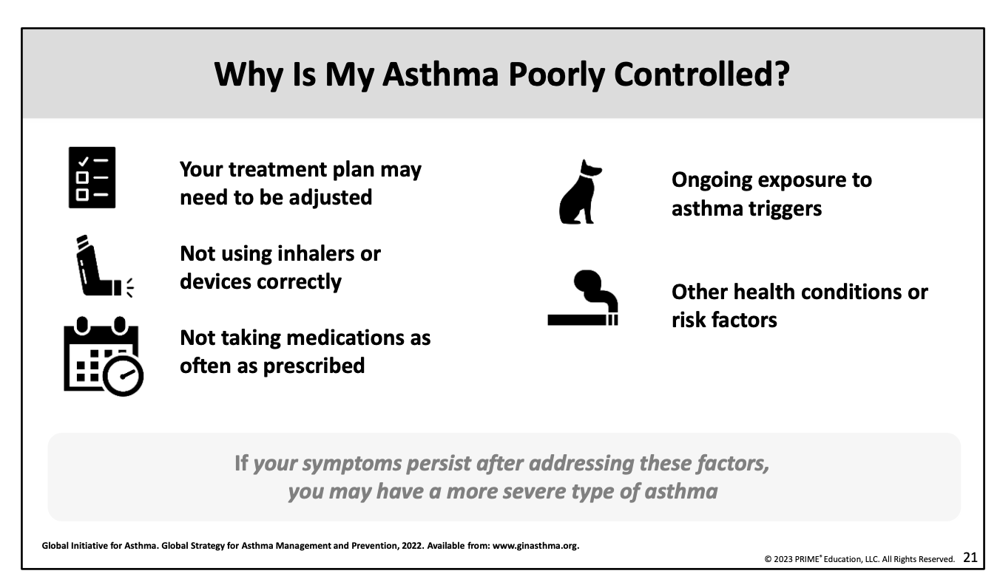 Why Is My Asthma Poorly Controlled?
Your treatment plan may
need to be adjusted
Not using inhalers or
devices correctly
Not taking medications as
often as prescribed
Ongoing exposure to
asthma triggers
Other health conditions or
risk factors
If your symptoms persist after addressing these factors,
you may have a more severe type of asthma
Global Initiative for Asthma. Global Strategy for Asthma Management and Prevention, 2022. Available from: www.ginasthma.org.
© 2023 PRIME® Education, LLC. All Rights Reserved. 21